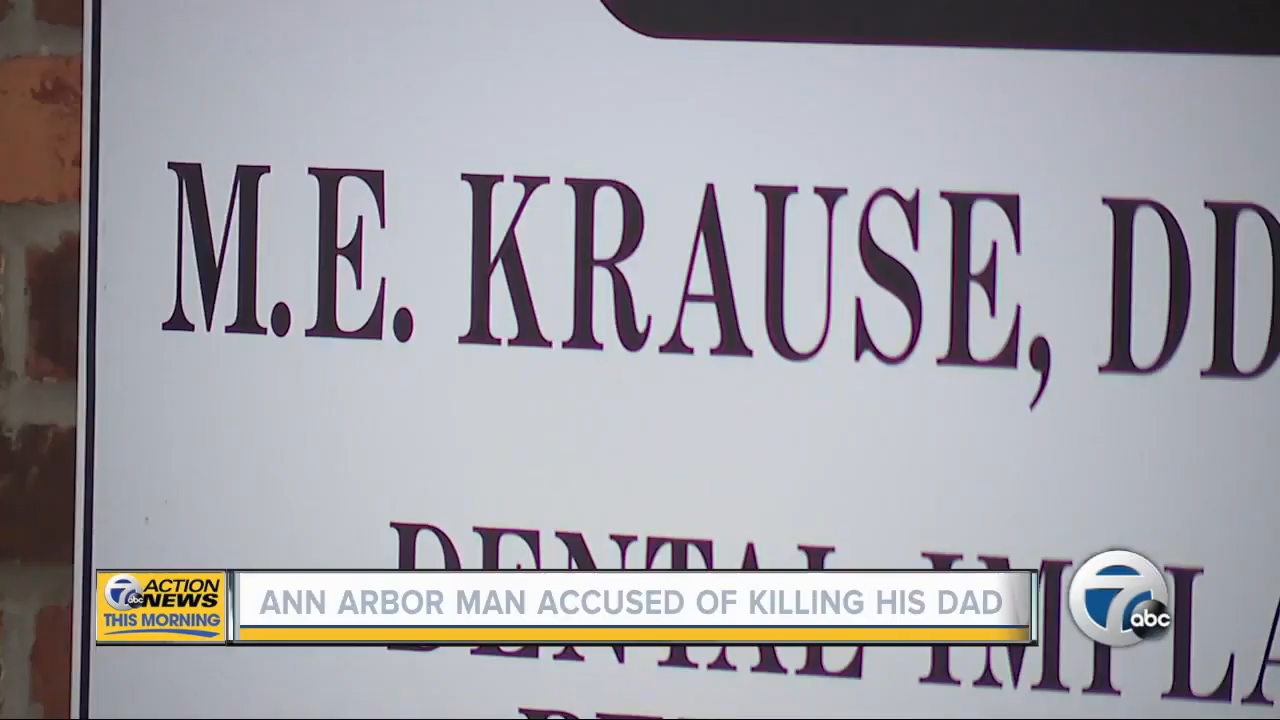 M.E. KRAUSE, DD
DENTAL IMPLA
7 abc ACTION NEWS
THIS MORNING
ANN ARBOR MAN ACCUSED OF KILLING HIS DAD
7 abc